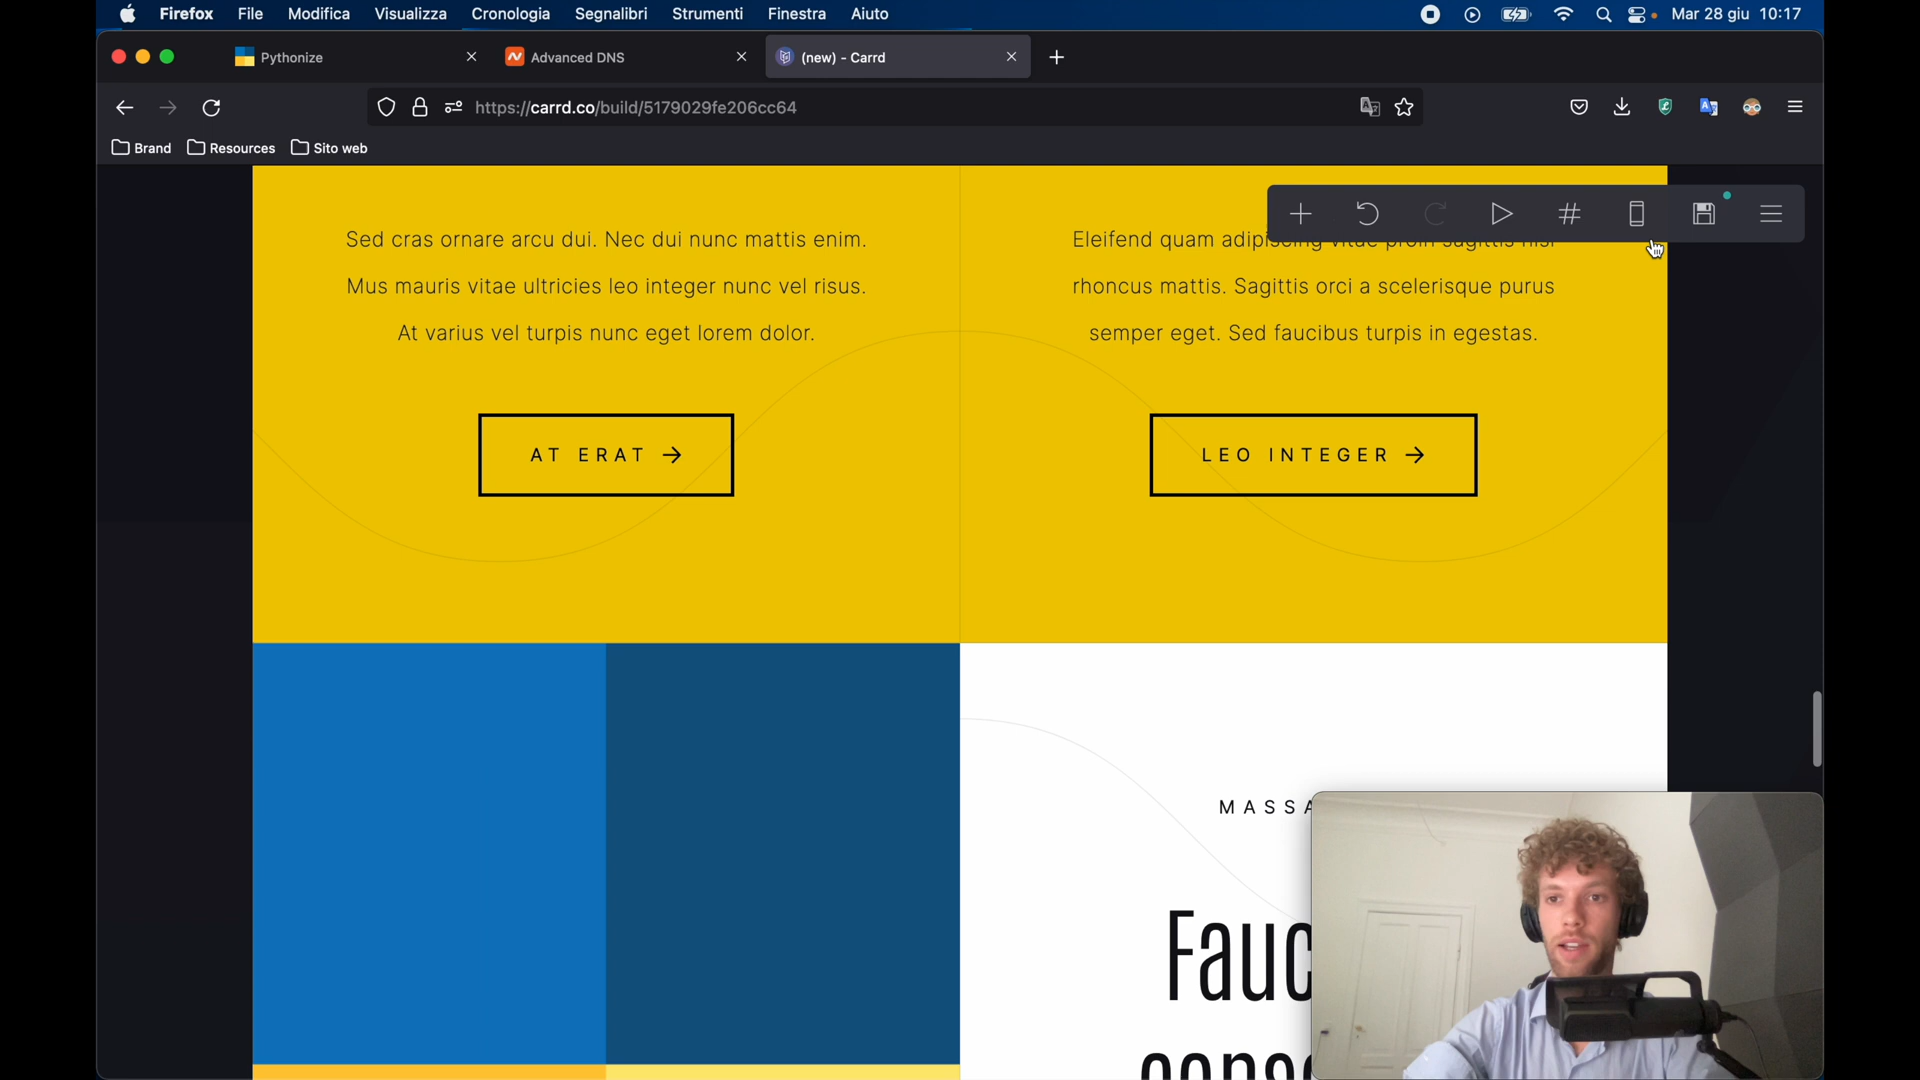 Firefox File Modifica Visualizza Cronologia Segnalibri Strumenti Finestra Aiuto Mar 28 giu 10:17
Pythonize Advanced DNS (new) - Carrd
https://carrd.co/build/5179029fe206cc64
Brand Resources Sito web
Sed cras ornare arcu dui. Nec dui nunc mattis enim.
Mus mauris vitae ultricies leo integer nunc vel risus.
At varius vel turpis nunc eget lorem dolor.
AT ERAT →
Eleifend quam adipiscing vitae proin sagittis nisl
rhoncus mattis. Sagittis orci a scelerisque purus
semper eget. Sed faucibus turpis in egestas.
LEO INTEGER →
MASSA
Fauc
conse